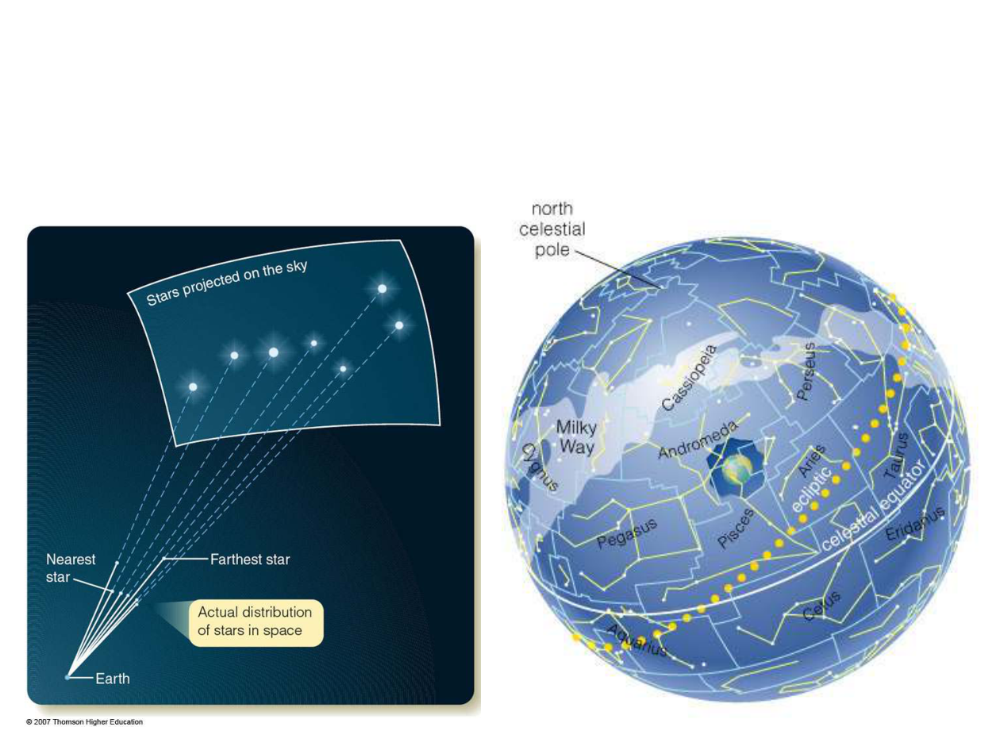 Stars projected on the sky
Nearest
star
Farthest star
Actual distribution
of stars in space
Earth
© 2007 Thomson Higher Education
north
celestial
pole
Cassiopeia
Perseus
Milky
Way
Cygnus
Andromeda
Aries
Taurus
ecliptic
celestial equator
Pegasus
Pisces
Eridanus
Cetus
Aquarius